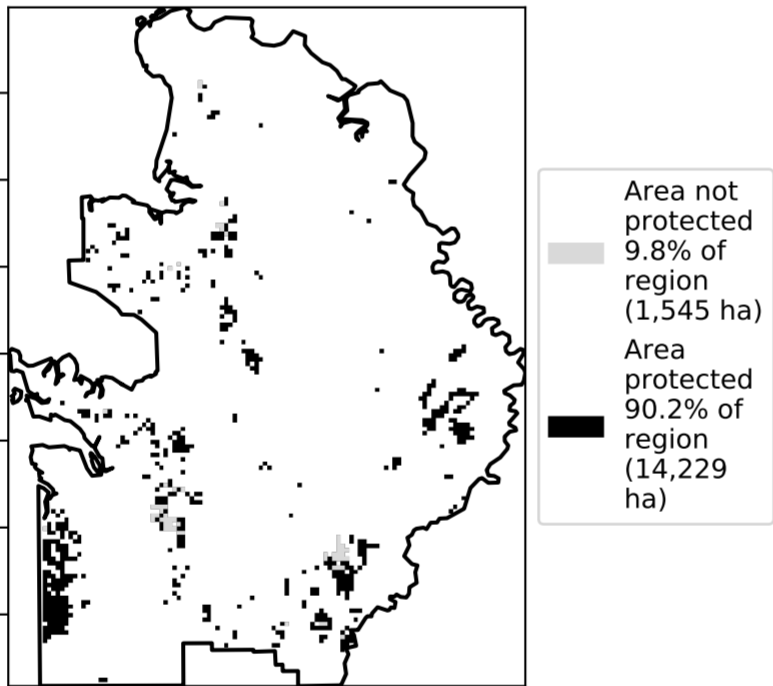 Area not
protected
9.8% of
region
(1,545 ha)
Area
protected
90.2% of
region
(14,229
ha)